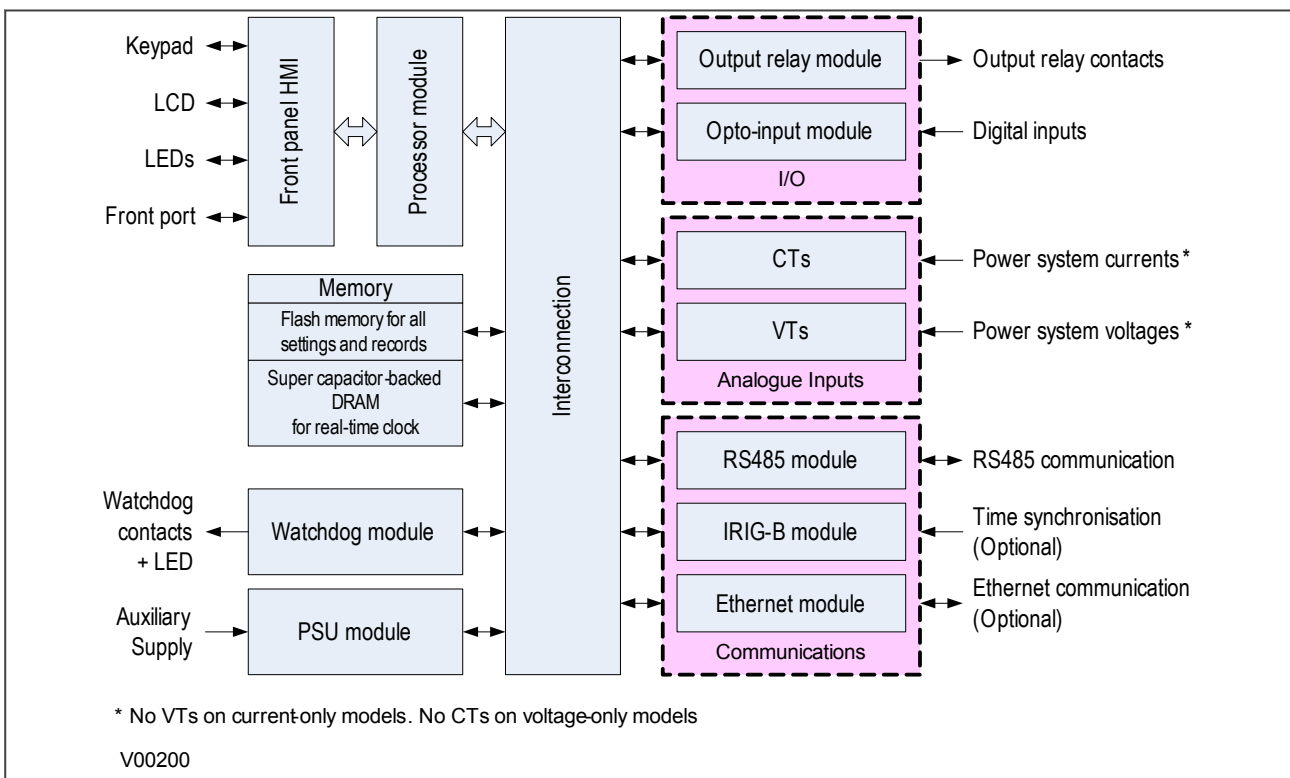 Keypad
LCD
LEDs
Front port
Front panel HMI
Processor module
Memory
Flash memory for all
settings and records
Super capacitor-backed
DRAM
for real-time clock
Watchdog
contacts
+ LED
Watchdog module
Auxiliary
Supply
PSU module
Interconnection
Output relay module
Output relay contacts
Opto-input module
Digital inputs
I/O
CTs
Power system currents *
VTs
Power system voltages *
Analogue Inputs
RS485 module
RS485 communication
IRIG-B module
Time synchronisation
(Optional)
Ethernet module
Ethernet communication
(Optional)
Communications
* No VTs on current-only models. No CTs on voltage-only models
V00200